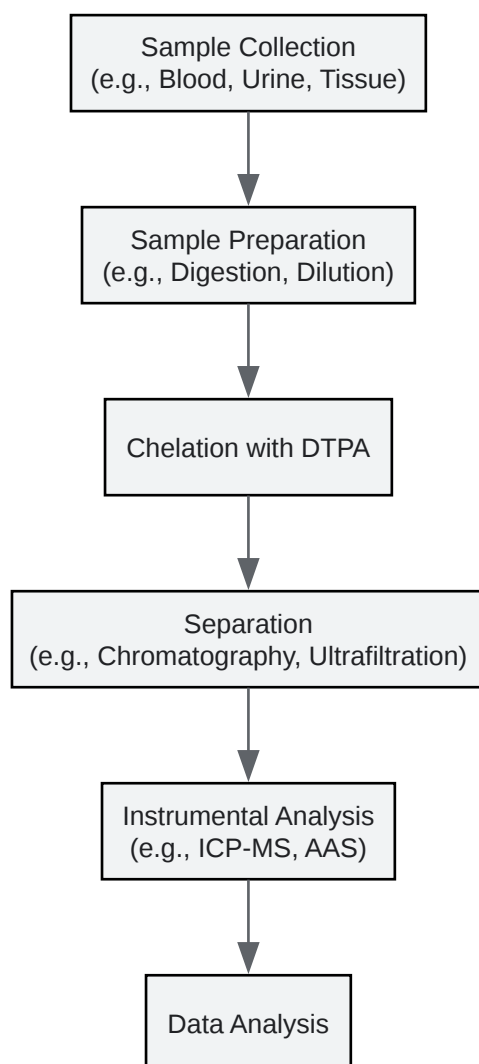 Sample Collection
(e.g., Blood, Urine, Tissue)
Sample Preparation
(e.g., Digestion, Dilution)
Chelation with DTPA
Separation
(e.g., Chromatography, Ultrafiltration)
Instrumental Analysis
(e.g., ICP-MS, AAS)
Data Analysis